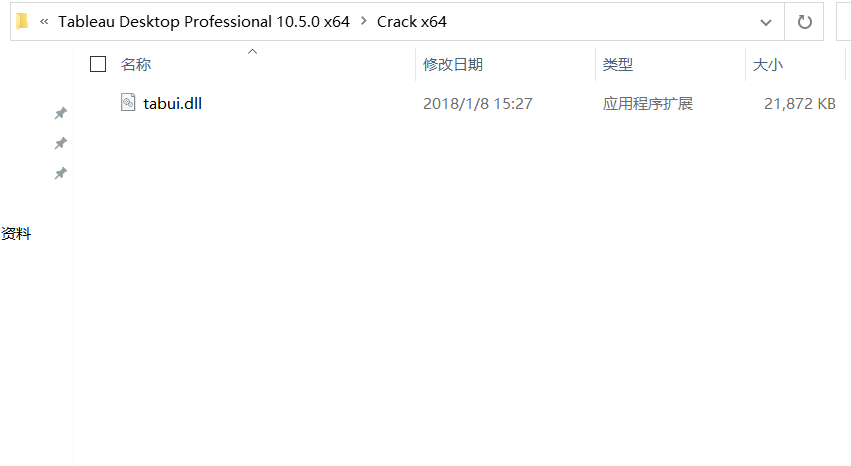 « Tableau Desktop Professional 10.5.0 x64 > Crack x64
名称 修改日期 类型 大小
tabui.dll 2018/1/8 15:27 应用程序扩展 21,872 KB
资料